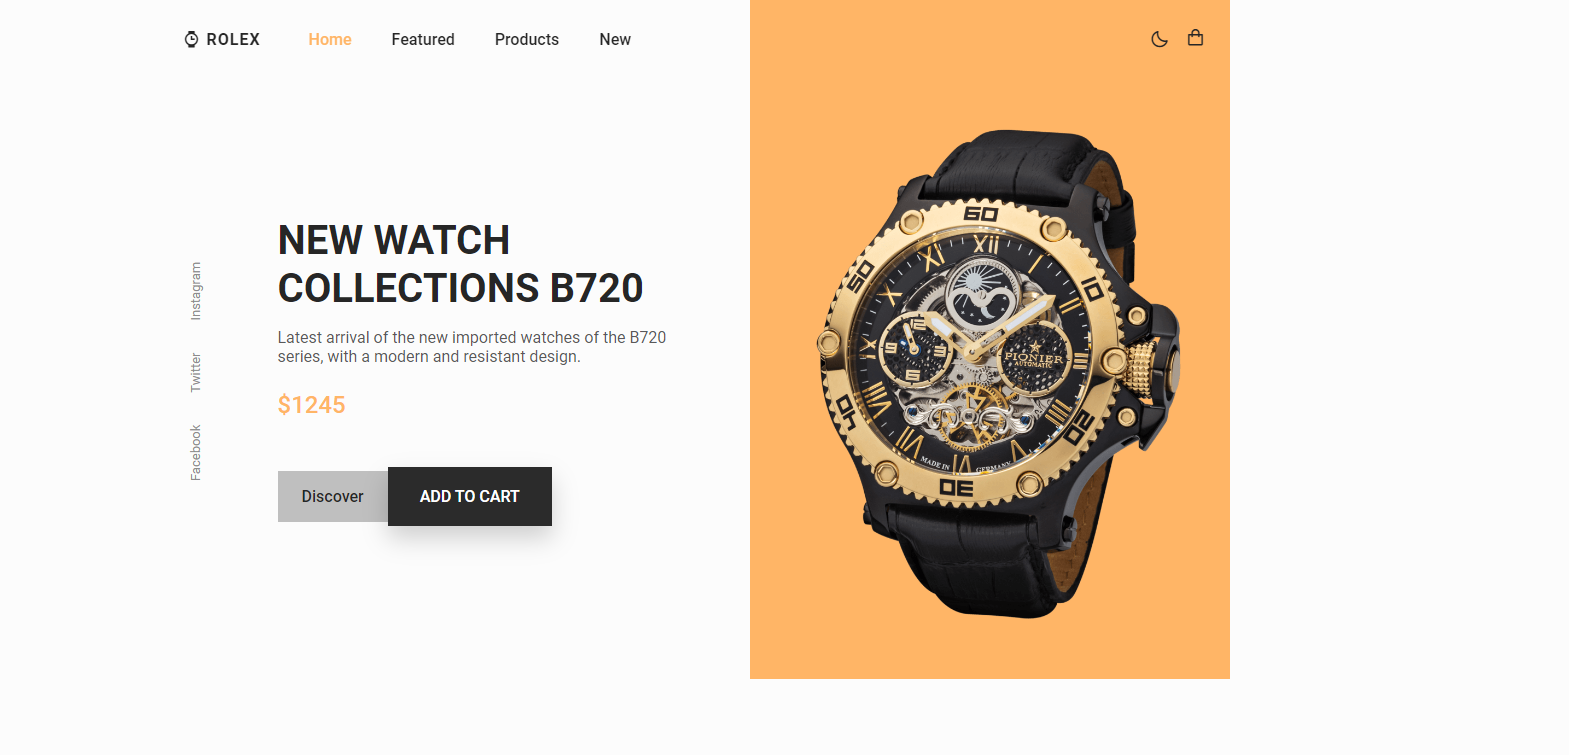 ROLEX
Home
Featured
Products
New
Instagram
Twitter
Facebook
NEW WATCH
COLLECTIONS B720
Latest arrival of the new imported watches of the B720
series, with a modern and resistant design.
$1245
Discover
ADD TO CART
60
10
20
30
40
50
XII
XI
PIONIER
AUTOMATIC
MADE IN
GERMANY